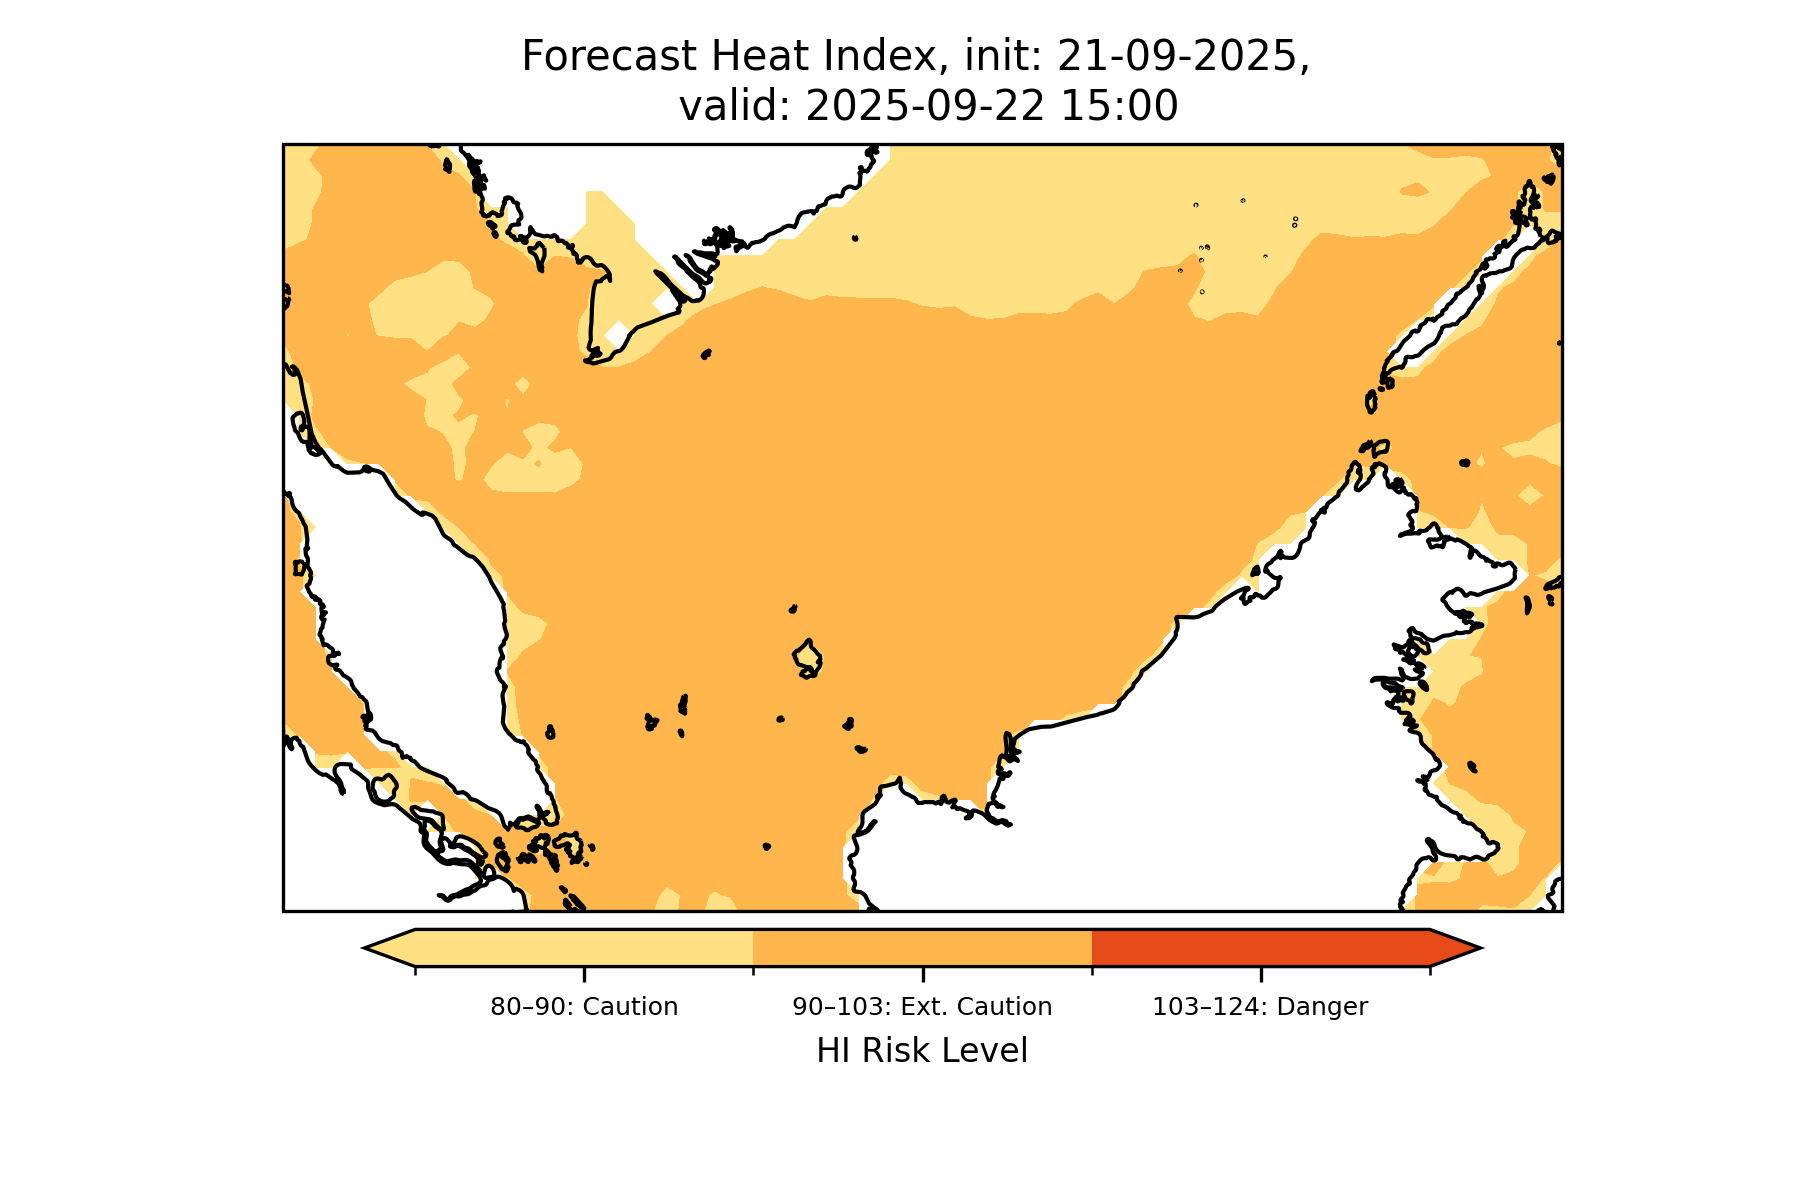 Forecast Heat Index, init: 21-09-2025,
valid: 2025-09-22 15:00
80–90: Caution
90–103: Ext. Caution
103–124: Danger
HI Risk Level